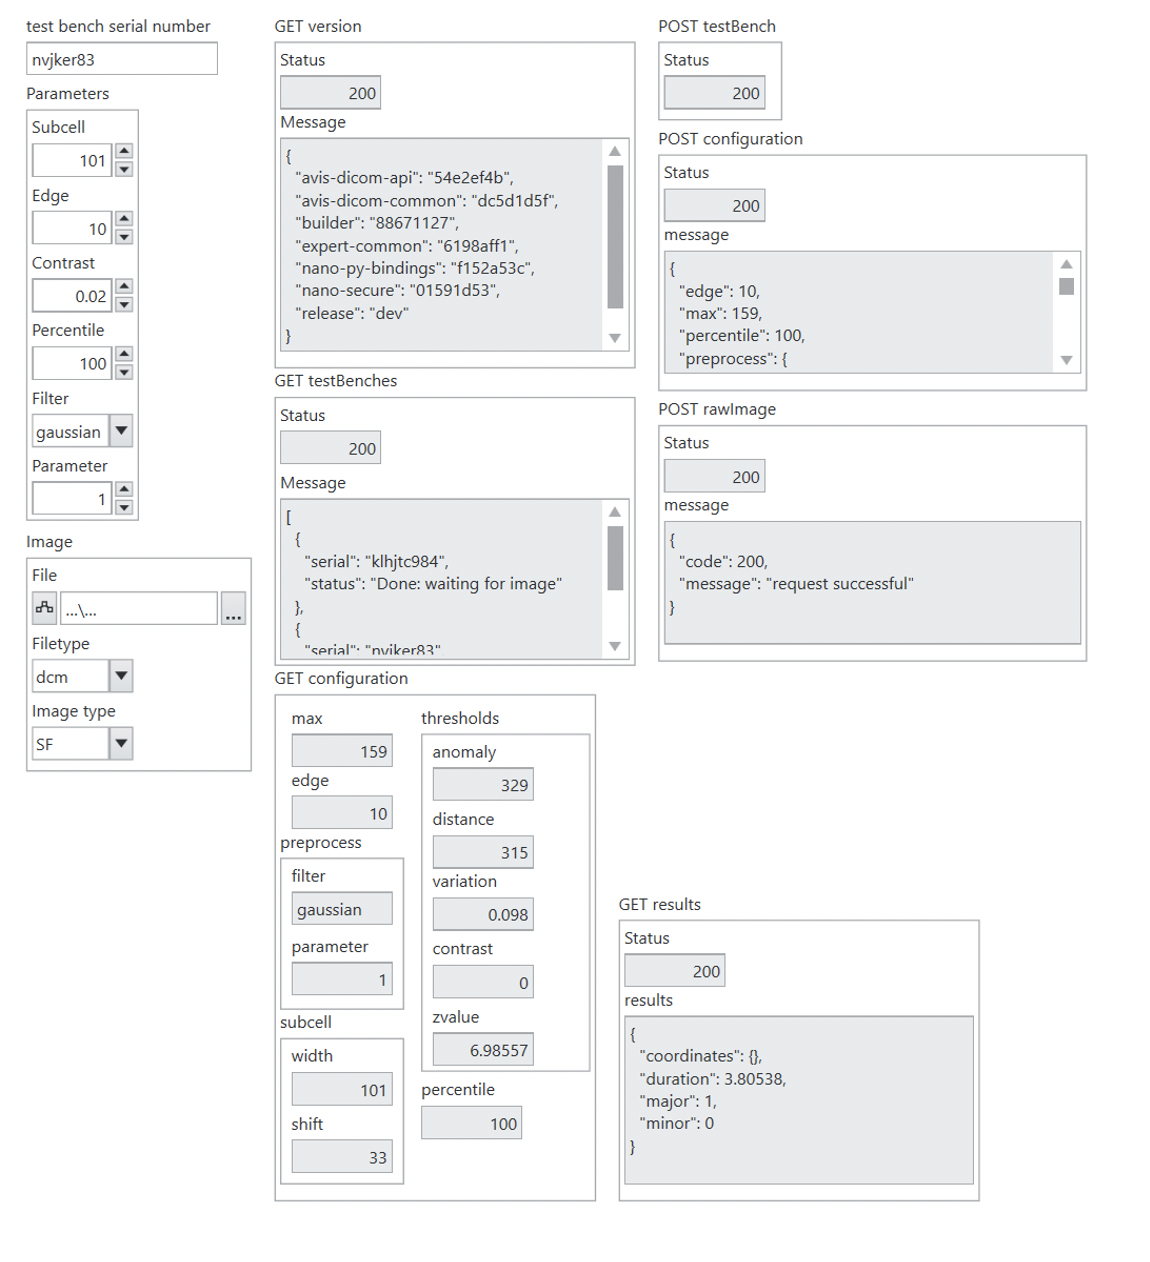 test bench serial number
nvjker83
Parameters
Subcell
101
Edge
10
Contrast
0.02
Percentile
100
Filter
gaussian
Parameter
1
Image
File
...\...
...
Filetype
dcm
Image type
SF
GET version
Status
200
Message
{
"avis-dicom-api": "54e2ef4b",
"avis-dicom-common": "dc5d1d5f",
"builder": "88671127",
"expert-common": "6198aff1",
"nano-py-bindings": "f152a53c",
"nano-secure": "01591d53",
"release": "dev"
}
GET testBenches
Status
200
Message
[
{
"serial": "klhjtc984",
"status": "Done: waiting for image"
},
{
"serial": "nvjker83"
GET configuration
max
159
edge
10
preprocess
filter
gaussian
parameter
1
subcell
width
101
shift
33
thresholds
anomaly
329
distance
315
variation
0.098
contrast
0
zvalue
6.98557
percentile
100
POST testBench
Status
200
POST configuration
Status
200
message
{
"edge": 10,
"max": 159,
"percentile": 100,
"preprocess": {
POST rawImage
Status
200
message
{
"code": 200,
"message": "request successful"
}
GET results
Status
200
results
{
"coordinates": {},
"duration": 3.80538,
"major": 1,
"minor": 0
}